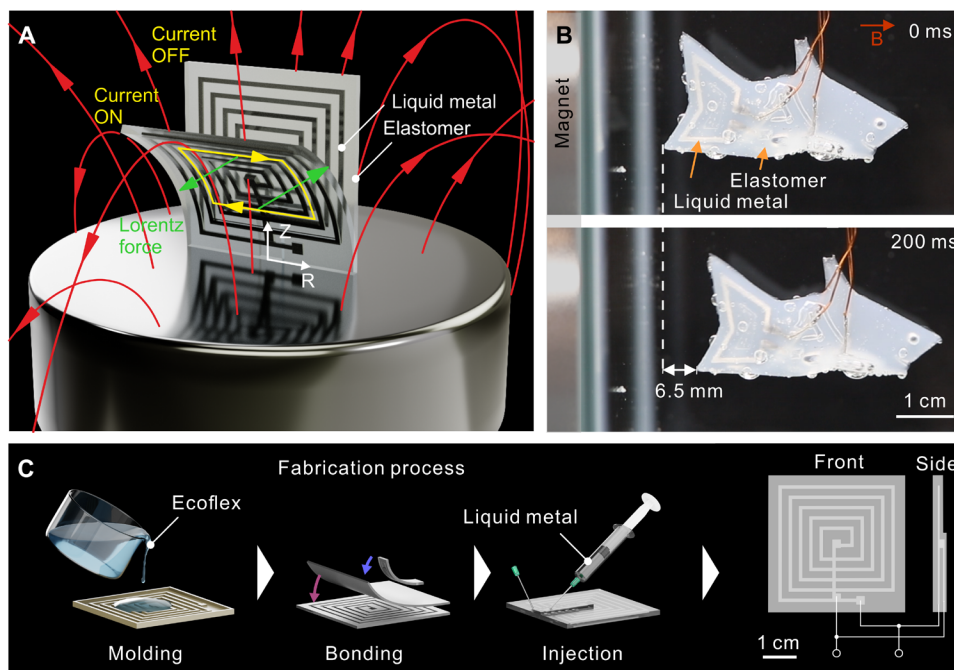 A
Current
OFF
Current
ON
Liquid metal
Elastomer
Lorentz
force
Z
R
B
B
0 ms
Magnet
Elastomer
Liquid metal
200 ms
6.5 mm
1 cm
C
Fabrication process
Ecoflex
Liquid metal
Front
Side
Molding
Bonding
Injection
1 cm